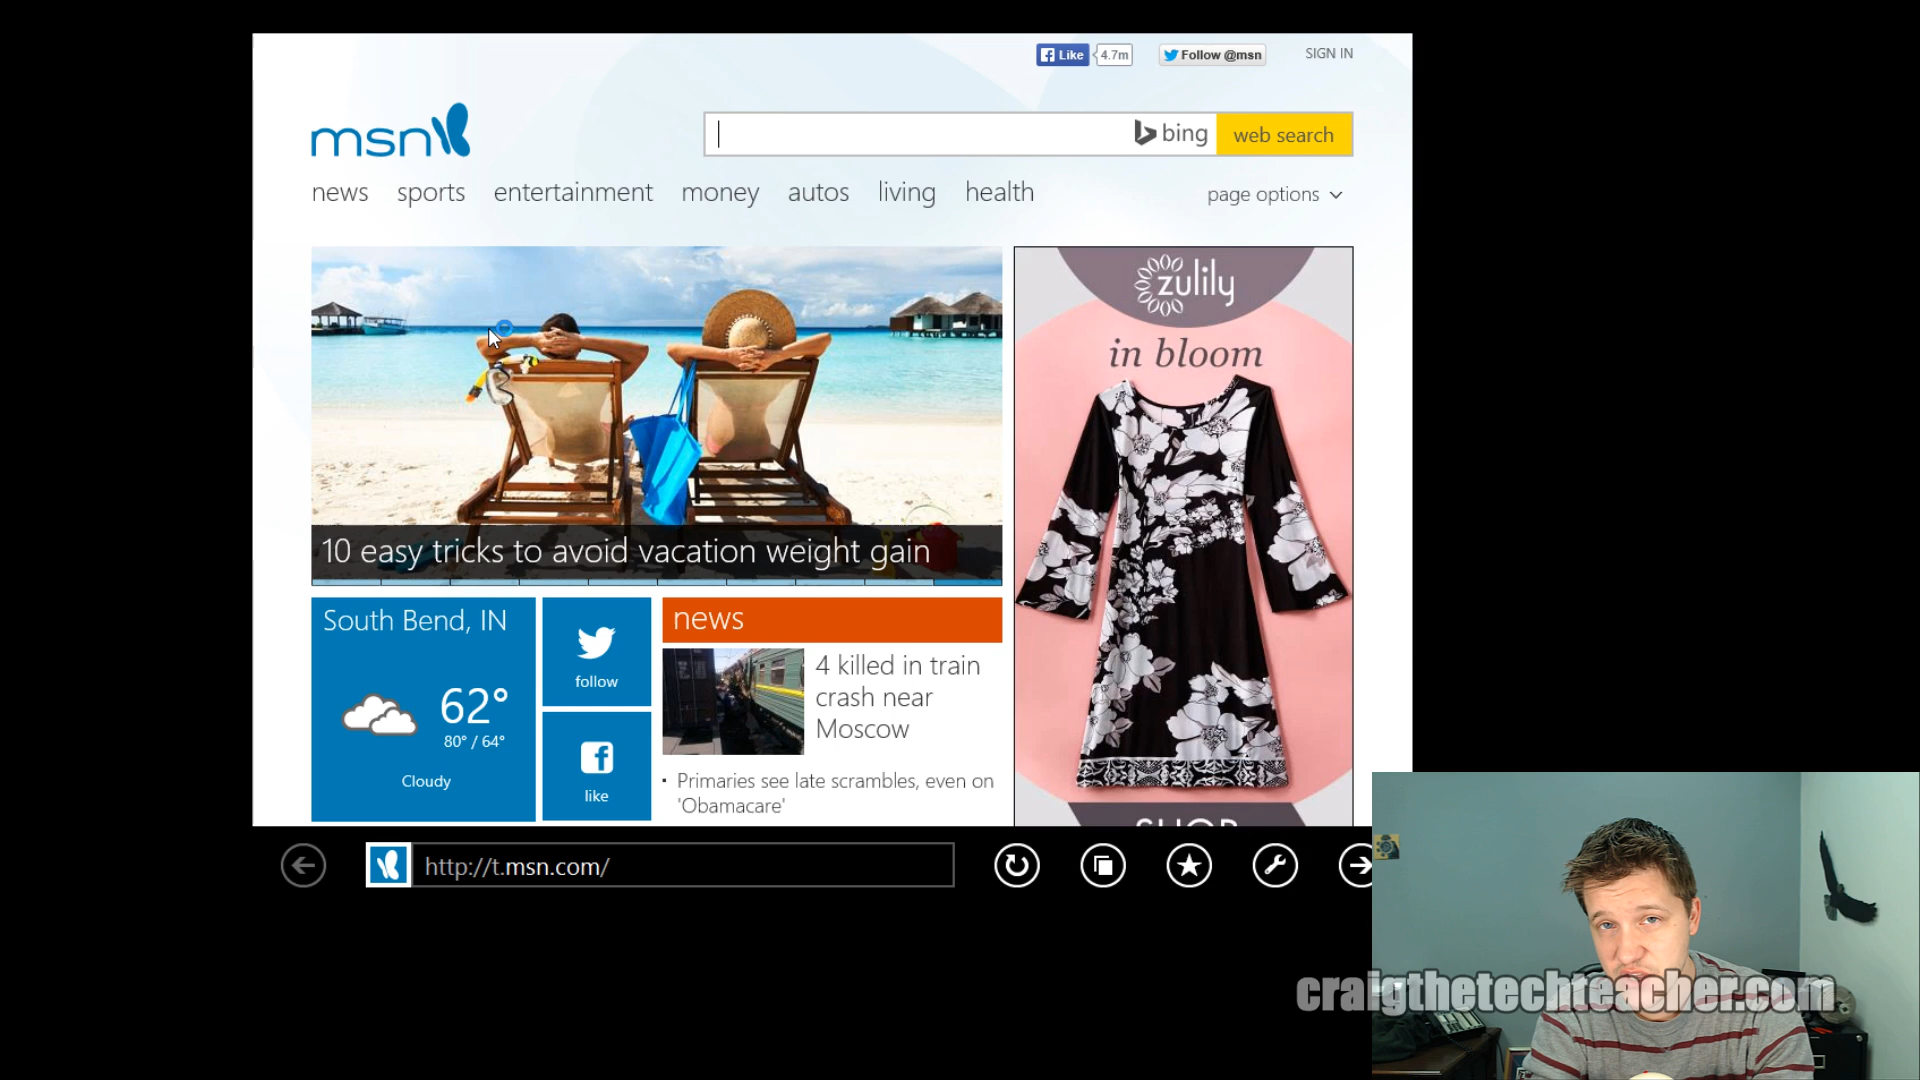 Like
4.7m
Follow @msn
SIGN IN
msn
bing
web search
news
sports
entertainment
money
autos
living
health
page options
zulily
in bloom
10 easy tricks to avoid vacation weight gain
South Bend, IN
62°
80° / 64°
Cloudy
follow
like
news
4 killed in train
crash near
Moscow
Primaries see late scrambles, even on
'Obamacare'
SHOP
http://t.msn.com/
craigthetechteacher.com